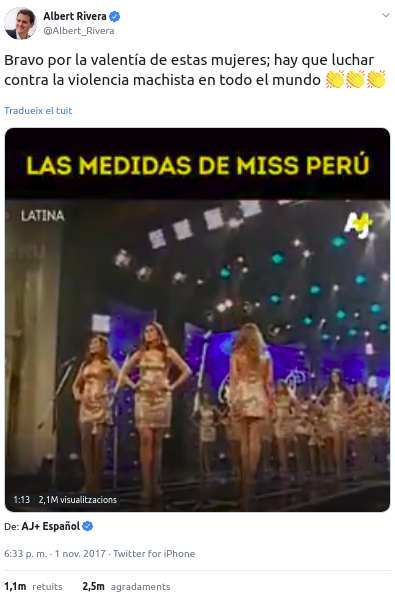 Albert Rivera
@Albert_Rivera
Bravo por la valentía de estas mujeres; hay que luchar
contra la violencia machista en todo el mundo 👏👏👏
Tradueix el tuit
LAS MEDIDAS DE MISS PERÚ
LATINA
AJ+
1:13 2,1M visualitzacions
De: AJ+ Español
6:33 p. m. · 1 nov. 2017 · Twitter for iPhone
1,1m retuits 2,5m agradaments